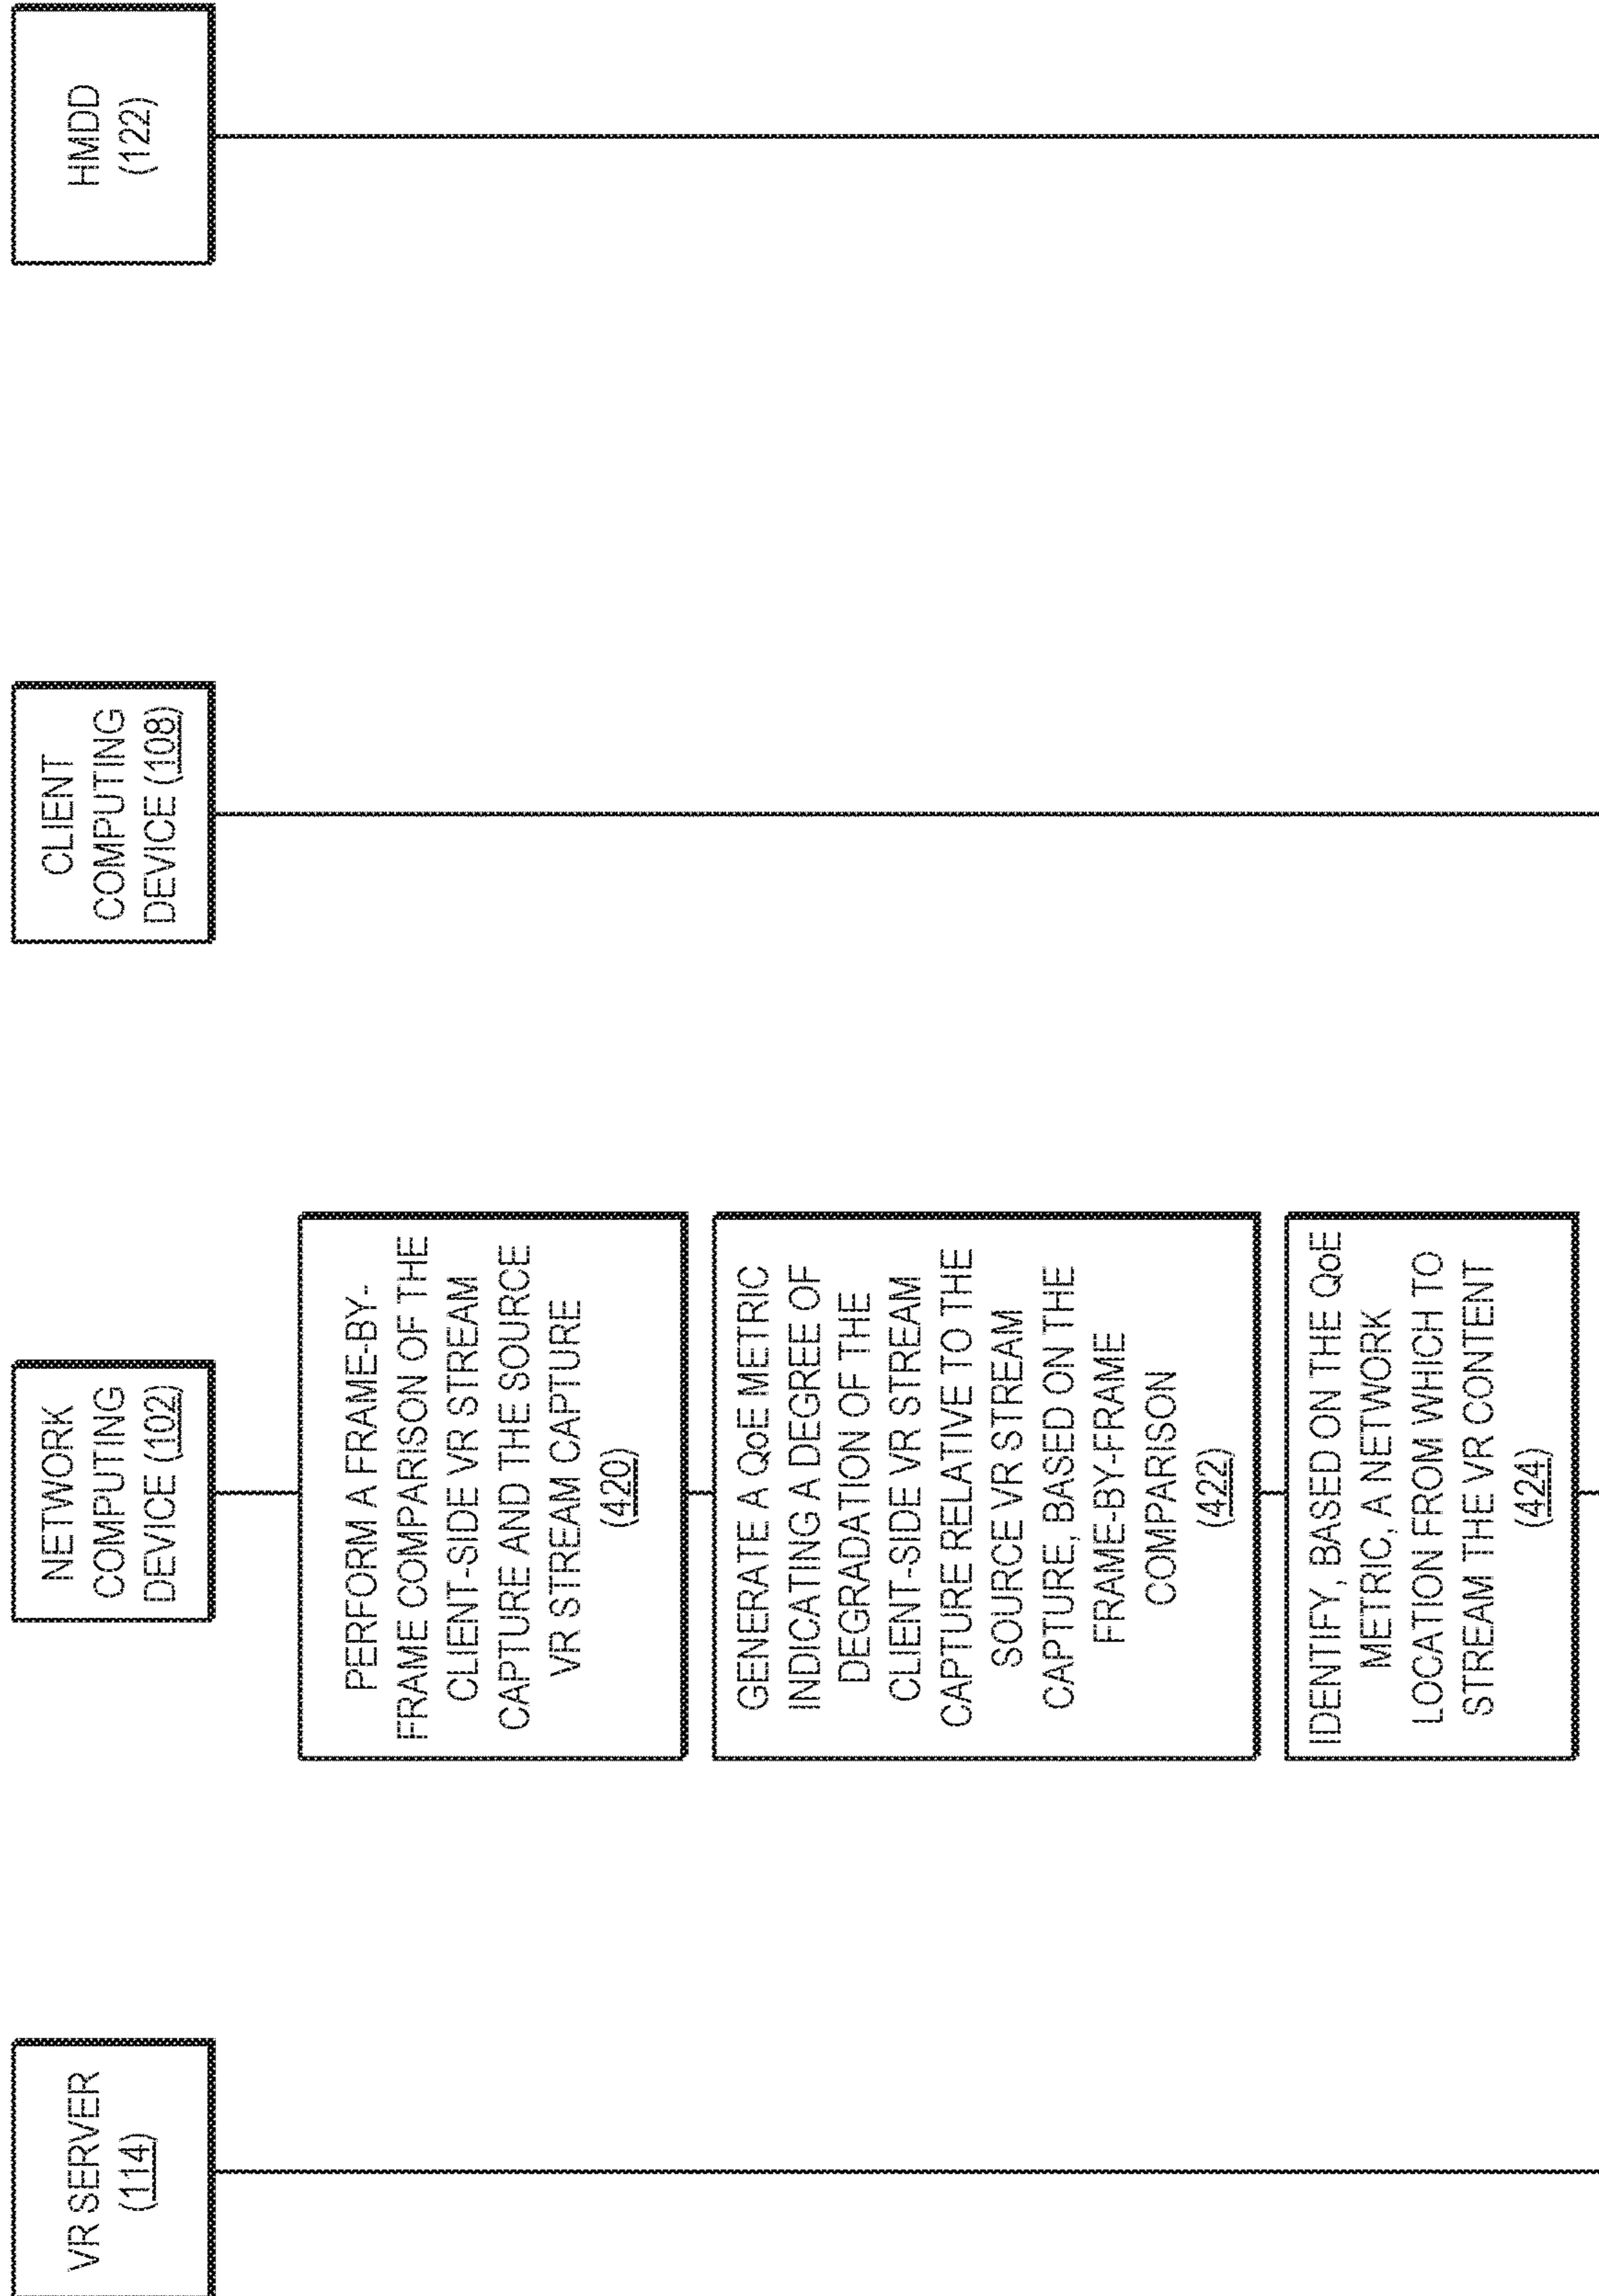 VR SERVER
(114)
NETWORK
COMPUTING
DEVICE (102)
CLIENT
COMPUTING
DEVICE (108)
HMDD
(122)
PERFORM A FRAME-BY-
FRAME COMPARISON OF THE
CLIENT-SIDE VR STREAM
CAPTURE AND THE SOURCE
VR STREAM CAPTURE
(420)
GENERATE A QoE METRIC
INDICATING A DEGREE OF
DEGRADATION OF THE
CLIENT-SIDE VR STREAM
CAPTURE RELATIVE TO THE
SOURCE VR STREAM
CAPTURE, BASED ON THE
FRAME-BY-FRAME
COMPARISON
(422)
IDENTIFY, BASED ON THE QoE
METRIC, A NETWORK
LOCATION FROM WHICH TO
STREAM THE VR CONTENT
(424)